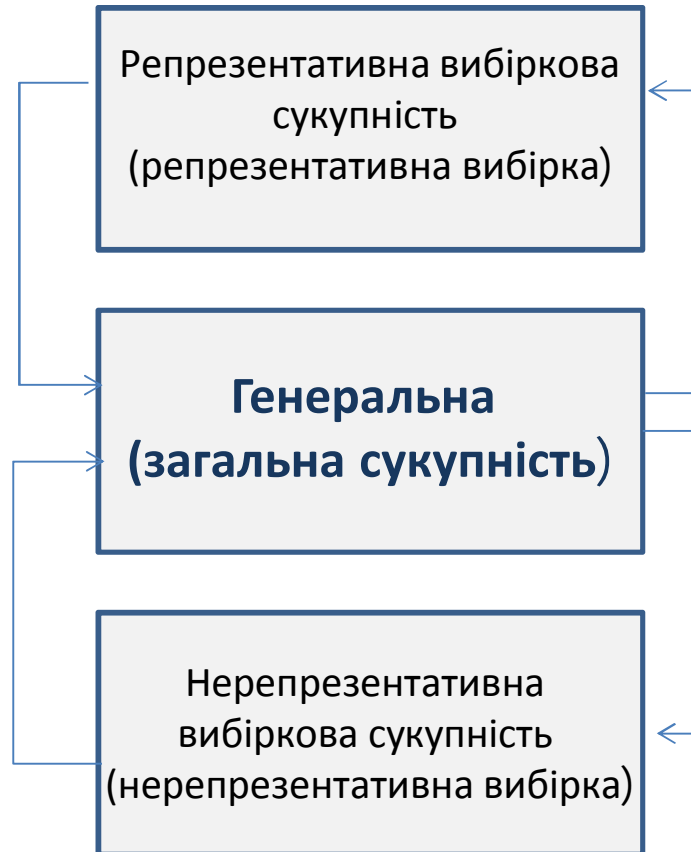 Репрезентативна вибіркова
сукупність
(репрезентативна вибірка)
Генеральна
(загальна сукупність)
Нерепрезентативна
вибіркова сукупність
(нерепрезентативна вибірка)